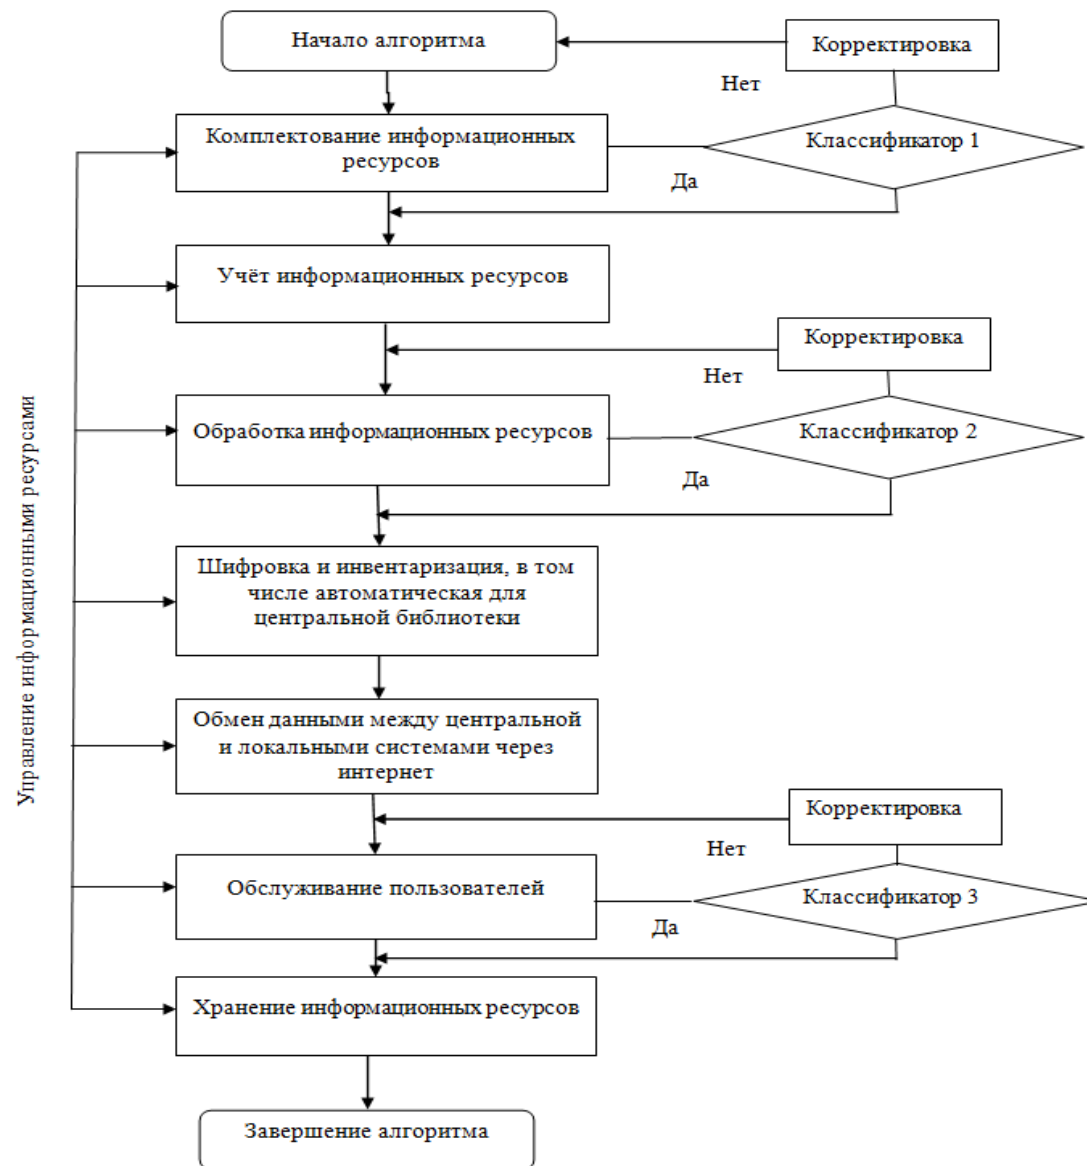 Начало алгоритма
Корректировка
Нет
Комплектование информационных
ресурсов
Классификатор 1
Да
Учёт информационных ресурсов
Корректировка
Нет
Обработка информационных ресурсов
Классификатор 2
Да
Управление информационными ресурсами
Шифровка и инвентаризация, в том
числе автоматическая для
центральной библиотеки
Обмен данными между центральной
и локальными системами через
интернет
Корректировка
Нет
Обслуживание пользователей
Классификатор 3
Да
Хранение информационных ресурсов
Завершение алгоритма